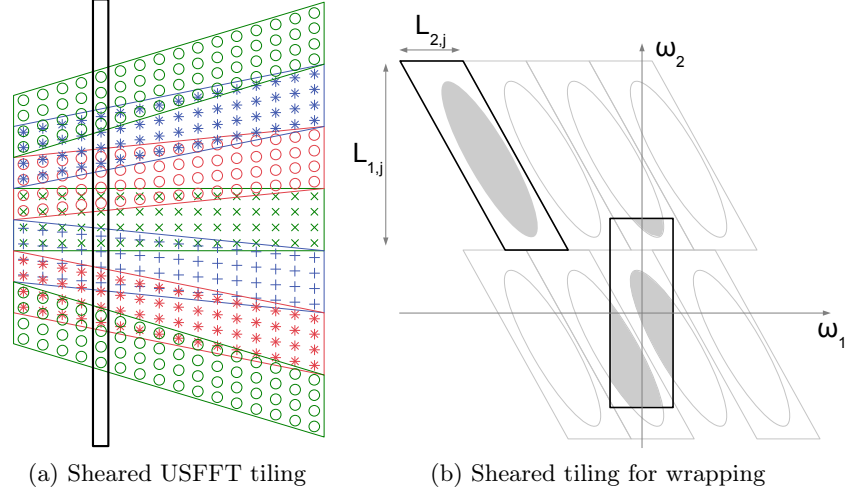 L2,j
ω2
L1,j
ω1
(a) Sheared USFFT tiling
(b) Sheared tiling for wrapping